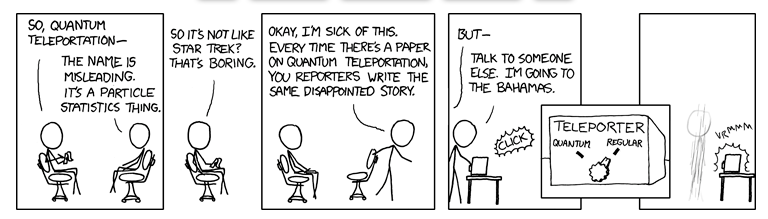 SO, QUANTUM
TELEPORTATION—
THE NAME IS
MISLEADING.
IT'S A PARTICLE
STATISTICS THING.
SO IT'S NOT LIKE
STAR TREK?
THAT'S BORING.
OKAY, I'M SICK OF THIS.
EVERY TIME THERE'S A PAPER
ON QUANTUM TELEPORTATION,
YOU REPORTERS WRITE THE
SAME DISAPPOINTED STORY.
BUT—
TALK TO SOMEONE
ELSE. I'M GOING TO
THE BAHAMAS.
CLICK
TELEPORTER
QUANTUM REGULAR
VRMMMM